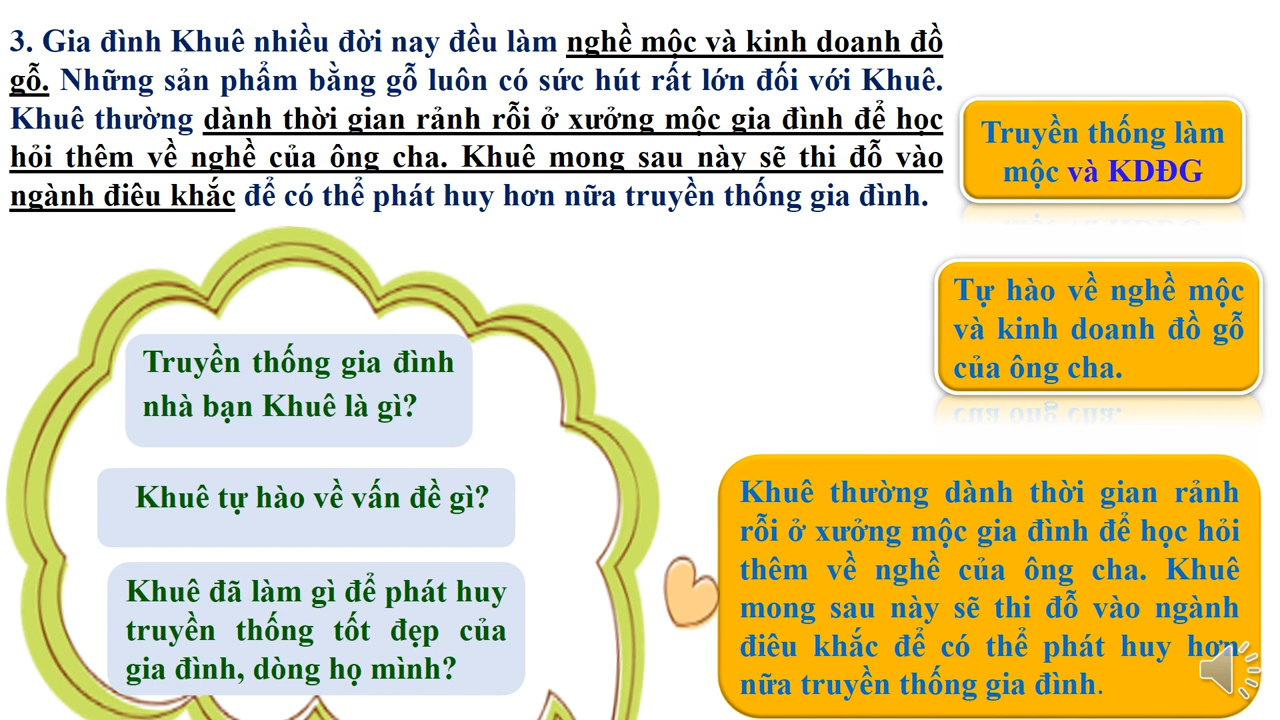 3. Gia đình Khuê nhiều đời nay đều làm nghề mộc và kinh doanh đồ
gỗ. Những sản phẩm bằng gỗ luôn có sức hút rất lớn đối với Khuê.
Khuê thường dành thời gian rảnh rỗi ở xưởng mộc gia đình để học
hỏi thêm về nghề của ông cha. Khuê mong sau này sẽ thi đỗ vào
ngành điêu khắc để có thể phát huy hơn nữa truyền thống gia đình.
Truyền thống làm
mộc và KDĐG
Tự hào về nghề mộc
và kinh doanh đồ gỗ
của ông cha.
Truyền thống gia đình
nhà bạn Khuê là gì?
Khuê tự hào về vấn đề gì?
Khuê đã làm gì để phát huy
truyền thống tốt đẹp của
gia đình, dòng họ mình?
Khuê thường dành thời gian rảnh
rỗi ở xưởng mộc gia đình để học hỏi
thêm về nghề của ông cha. Khuê
mong sau này sẽ thi đỗ vào ngành
điêu khắc để có thể phát huy hơn
nữa truyền thống gia đình.